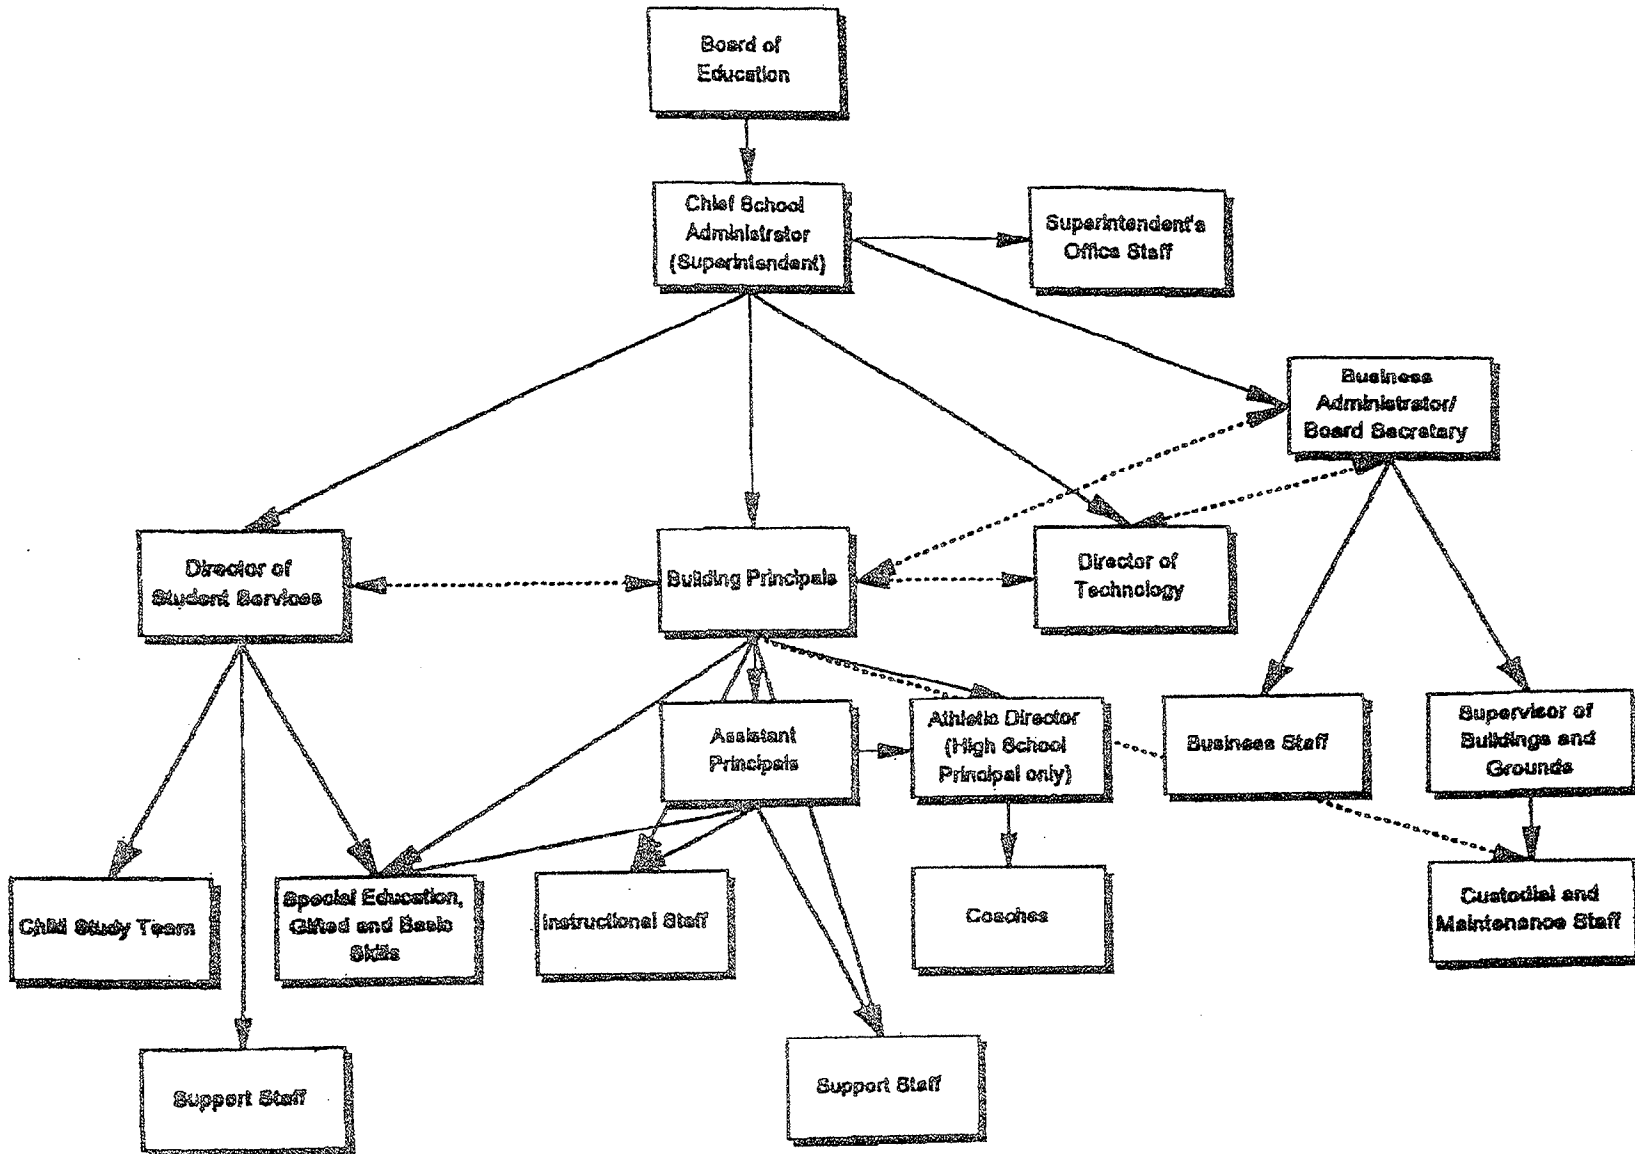 Board of
Education
Chief School
Administrator
(Superintendent)
Superintendent's
Office Staff
Business
Administrator/
Board Secretary
Director of
Student Services
Building Principals
Director of
Technology
Assistant
Principals
Athletic Director
(High School
Principal only)
Business Staff
Supervisor of
Buildings and
Grounds
Child Study Team
Special Education,
Gifted and Basic
Skills
Instructional Staff
Coaches
Custodial and
Maintenance Staff
Support Staff
Support Staff